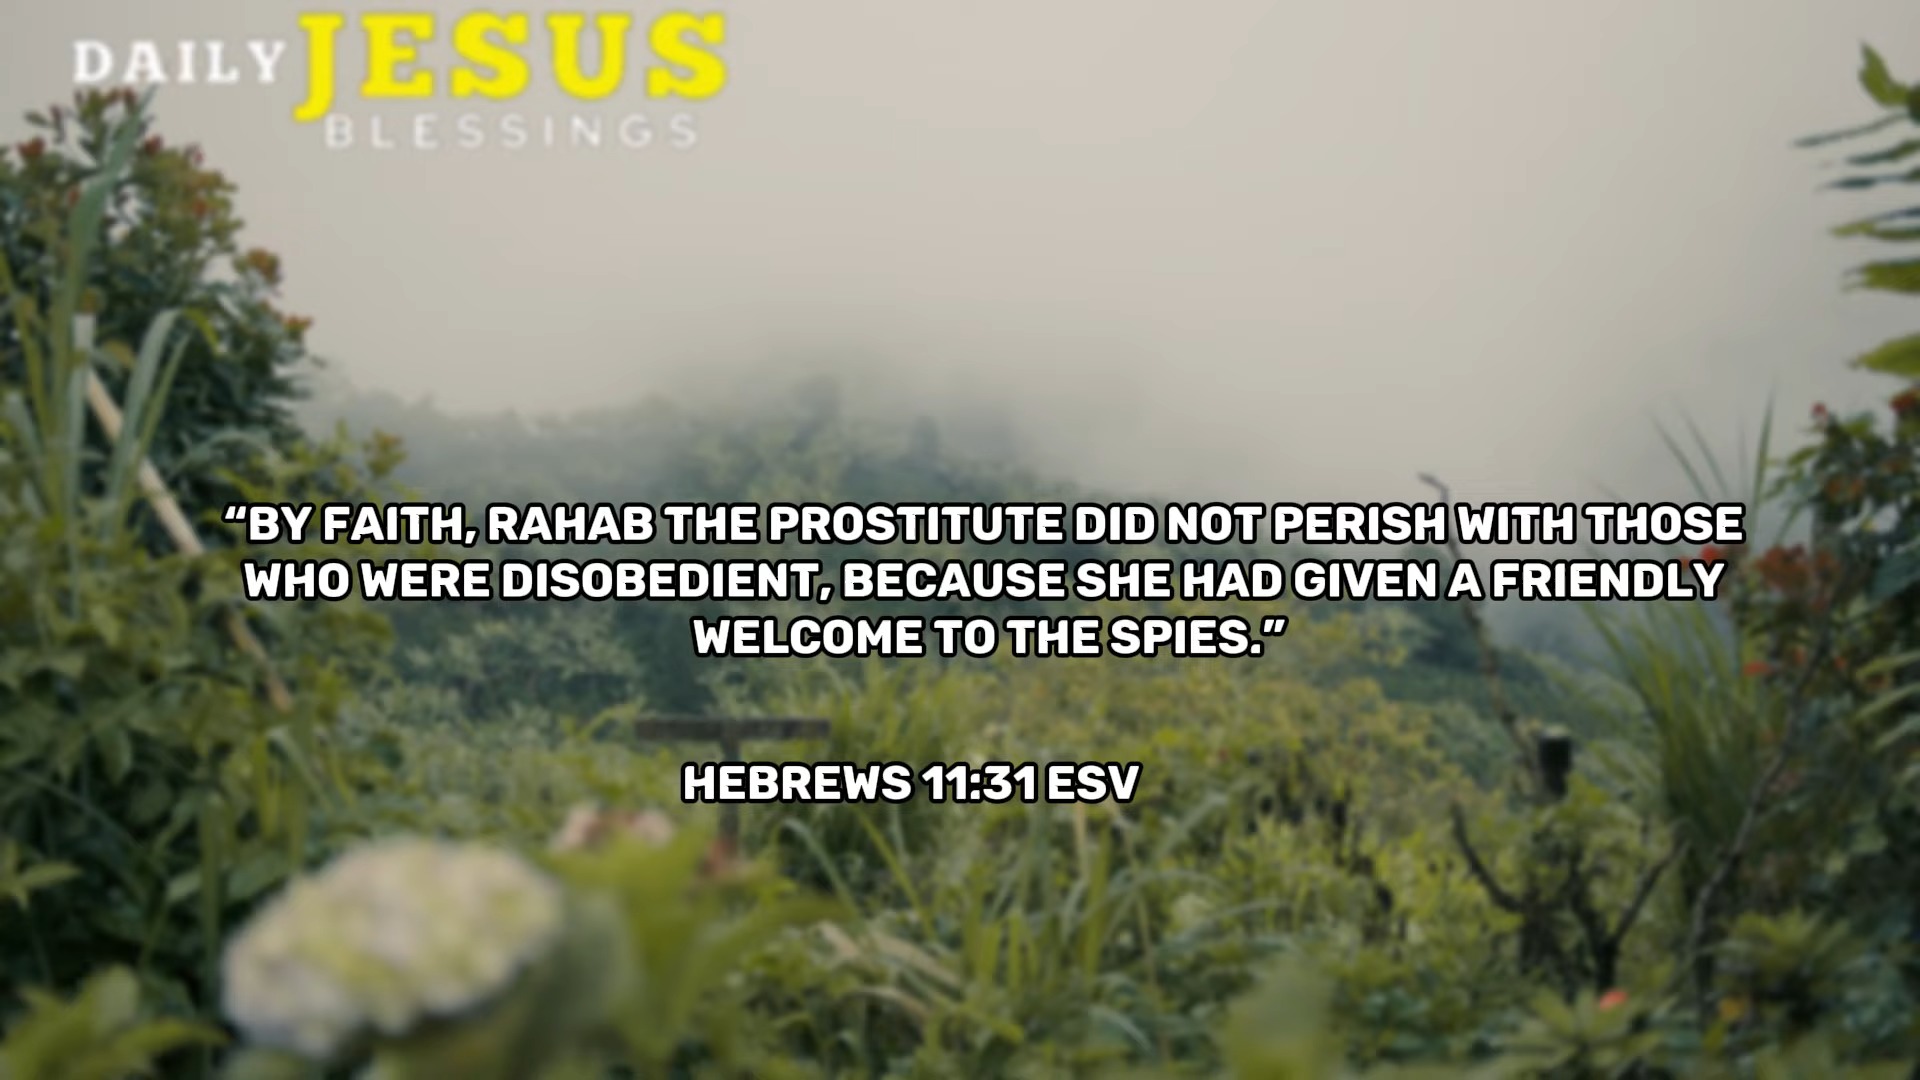 DAILY JESUS
BLESSINGS
“BY FAITH, RAHAB THE PROSTITUTE DID NOT PERISH WITH THOSE
WHO WERE DISOBEDIENT, BECAUSE SHE HAD GIVEN A FRIENDLY
WELCOME TO THE SPIES.”
HEBREWS 11:31 ESV